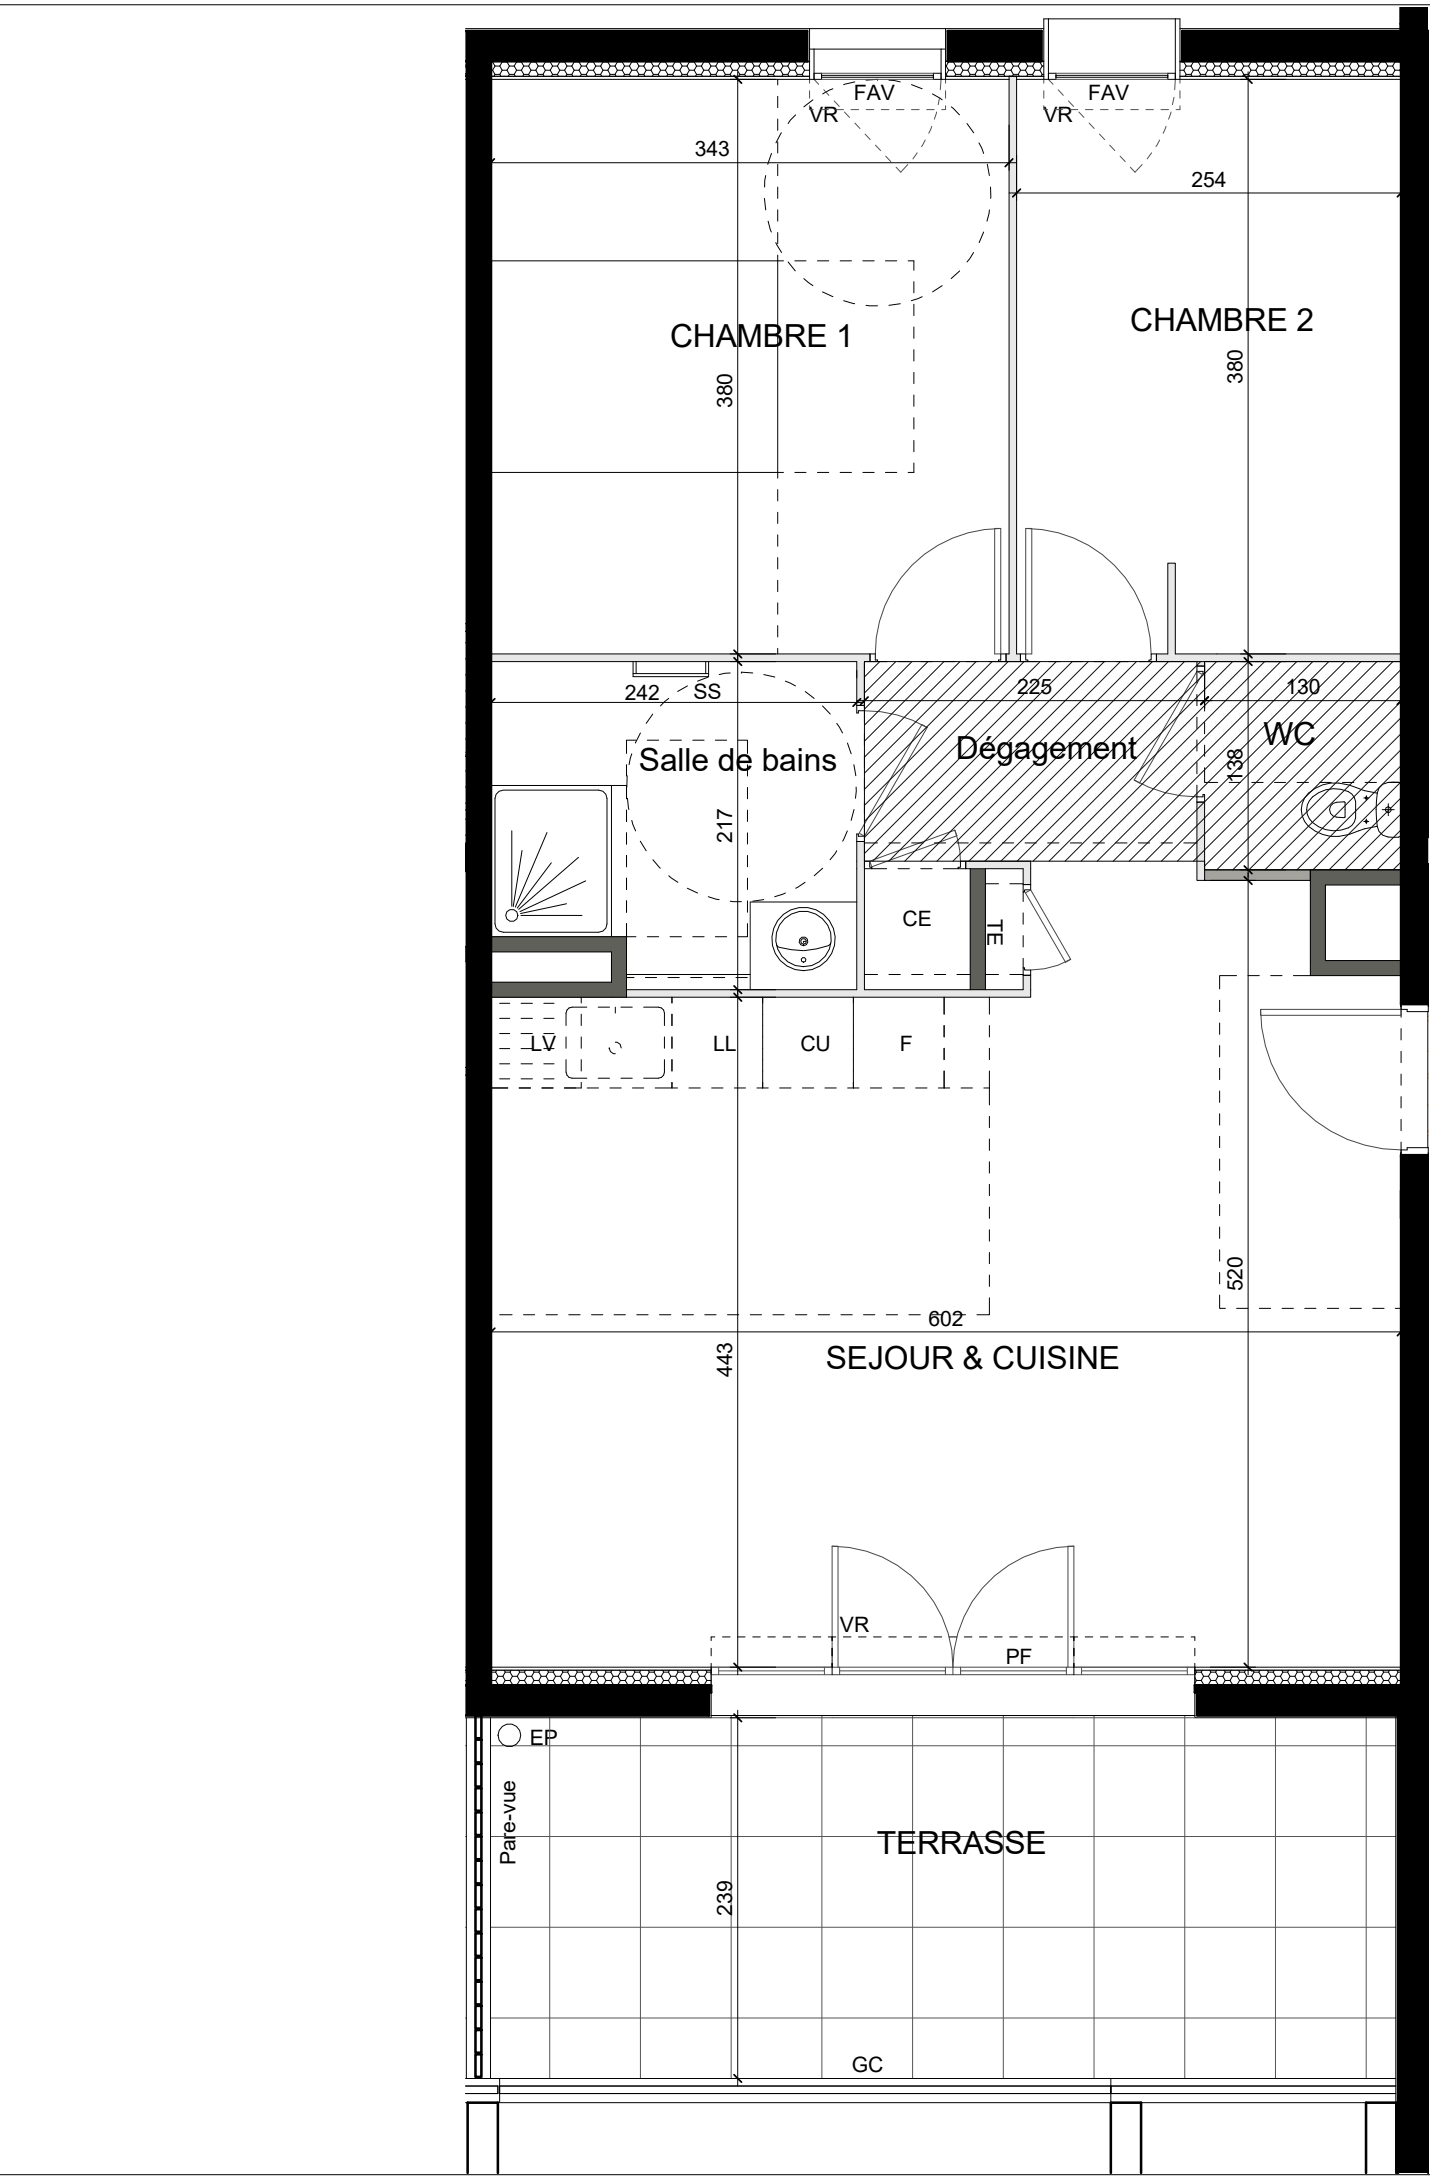 FAV
FAV
VR
VR
343
254
CHAMBRE 1
CHAMBRE 2
380
380
242
SS
225
130
WC
Dégagement
Salle de bains
138
217
CE
TE
LV
LL
CU
F
520
602
443
SEJOUR & CUISINE
VR
PF
EP
Pare-vue
TERRASSE
239
GC